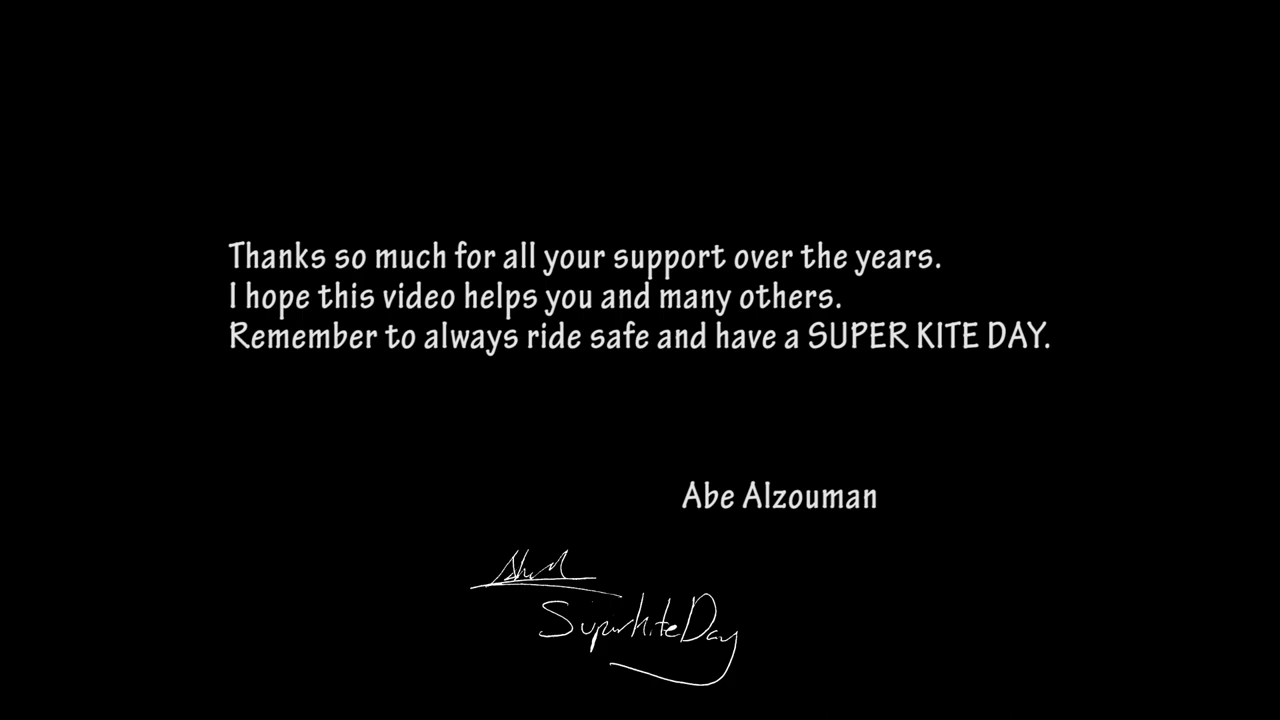 Thanks so much for all your support over the years.
I hope this video helps you and many others.
Remember to always ride safe and have a SUPER KITE DAY.
Abe Alzouman
SuperKiteDay